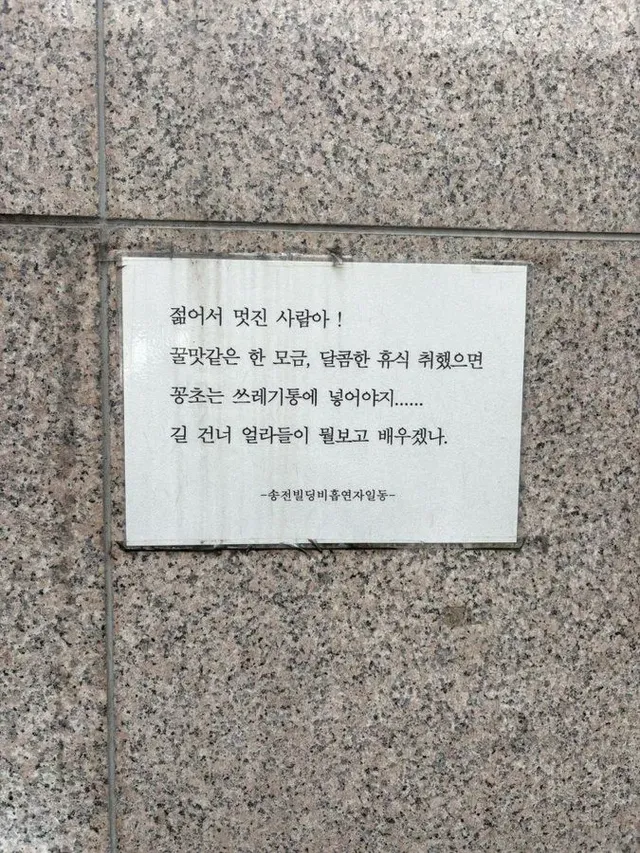 젊어서 멋진 사람아 !
꿀맛같은 한 모금, 달콤한 휴식 취했으면
꽁초는 쓰레기통에 넣어야지......
길 건너 얼라들이 뭘보고 배우겠나.
-송전빌딩비흡연자일동-